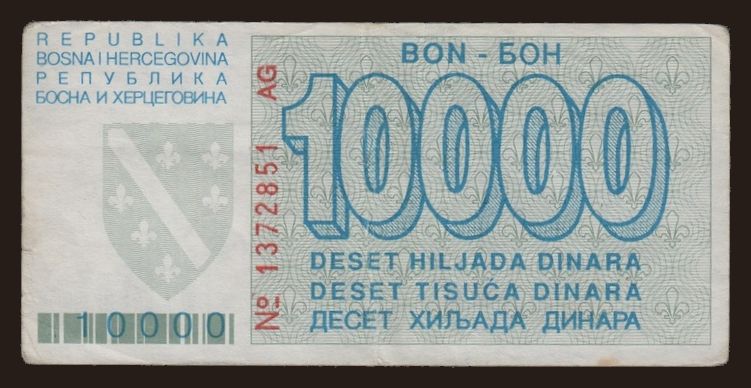 REPUBLIKA
BOSNA I HERCEGOVINA
РЕПУБЛИКА
БОСНА И ХЕРЦЕГОВИНА
10000
№ 1372851 AG
BON - БОН
10000
DESET HILJADA DINARA
DESET TISUĆA DINARA
ДЕСЕТ ХИЉАДА ДИНАРА